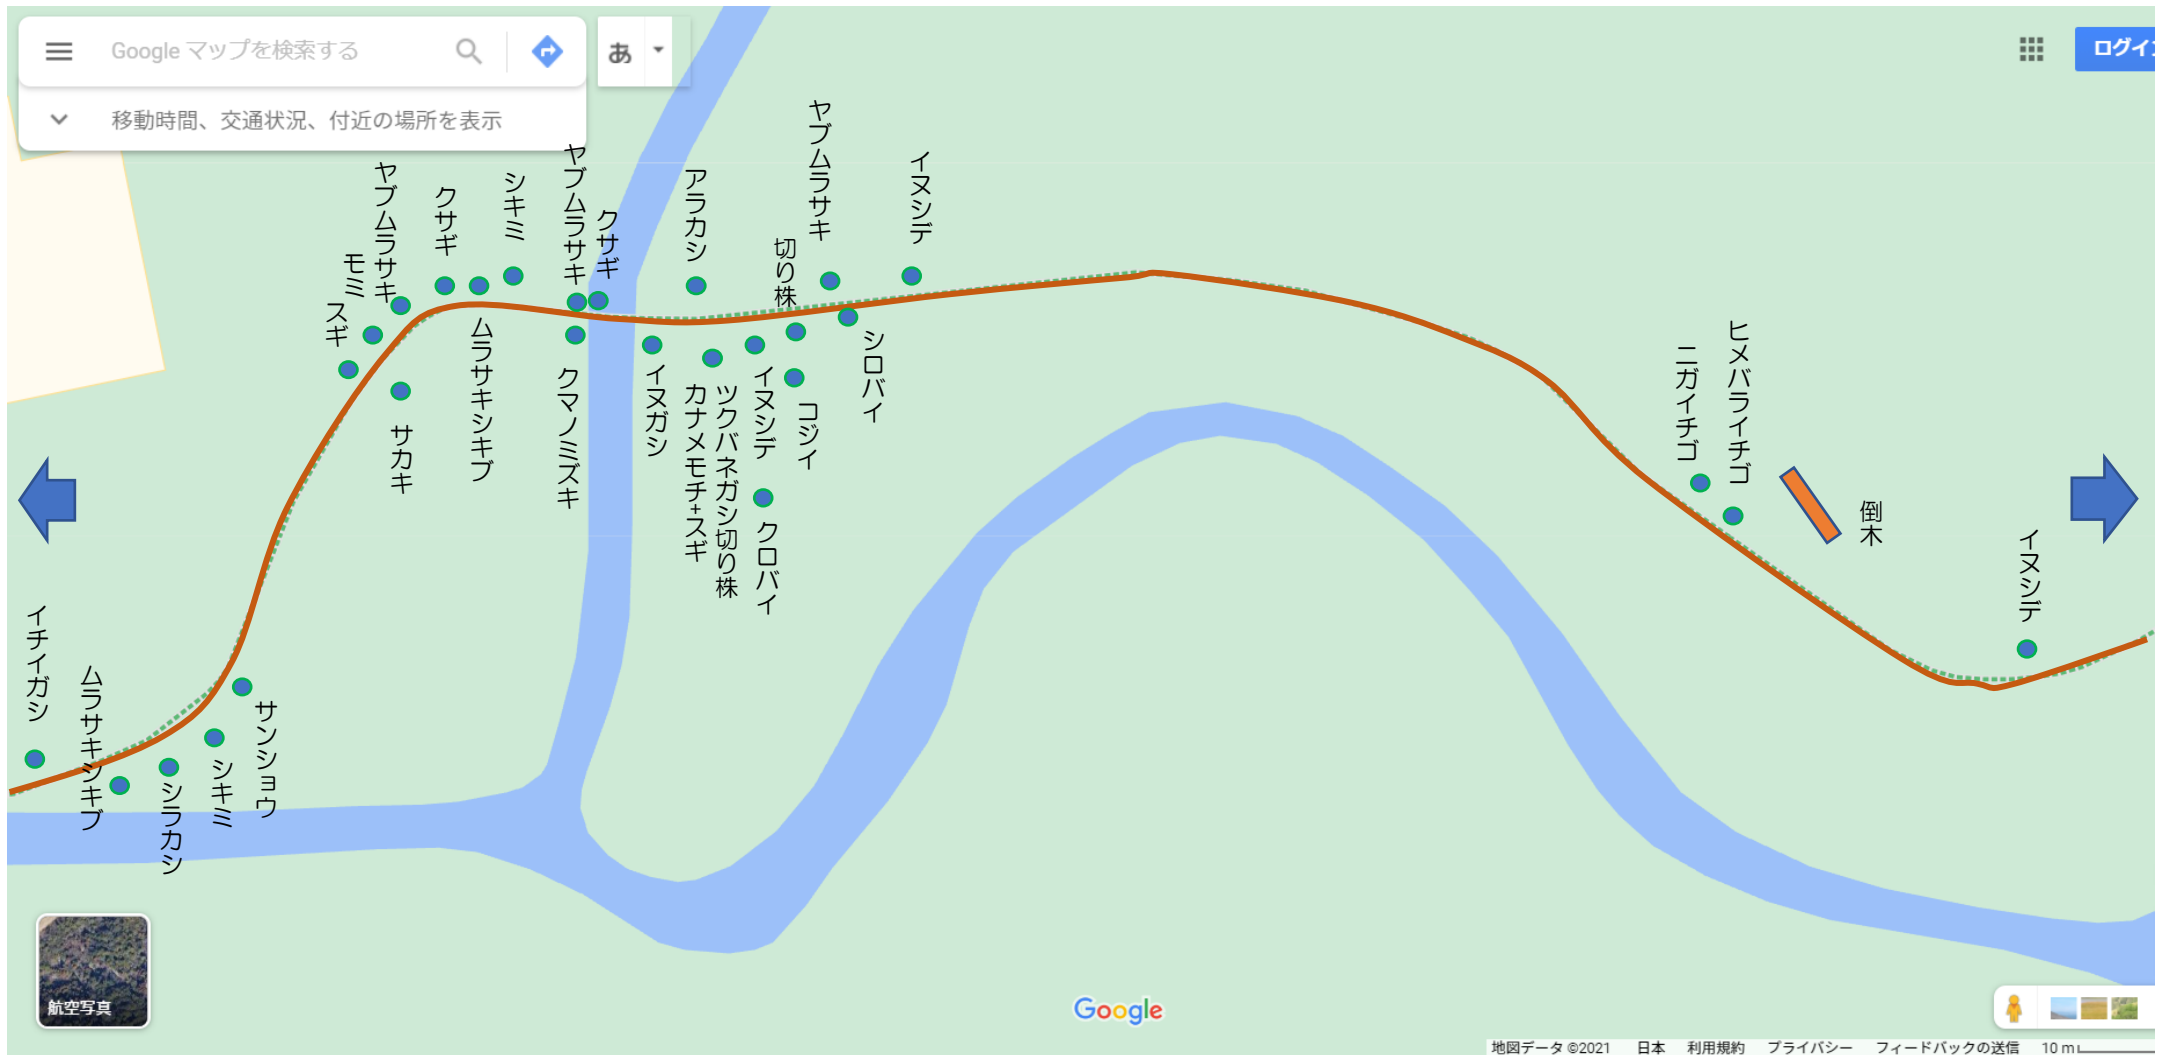 Google マップを検索する
あ
ログイン
移動時間、交通状況、付近の場所を表示
イチイガシ
ムラサキシキブ
シラカシ
シキミ
サンショウ
スギ
モミ
ヤブムラサキ
サカキ
クサギ
ムラサキシキブ
シキミ
ヤブムラサキ
クサギ
クマノミズキ
イヌガシ
アラカシ
カナメモチ+スギ
ツクバネガシ切り株
イヌシデ
クロバイ
切り株
コジイ
ヤブムラサキ
シロバイ
イヌシデ
ニガイチゴ
ヒメバライチゴ
倒木
イヌシデ
航空写真
Google
地図データ ©2021 日本 利用規約 プライバシー フィードバックの送信 10 m